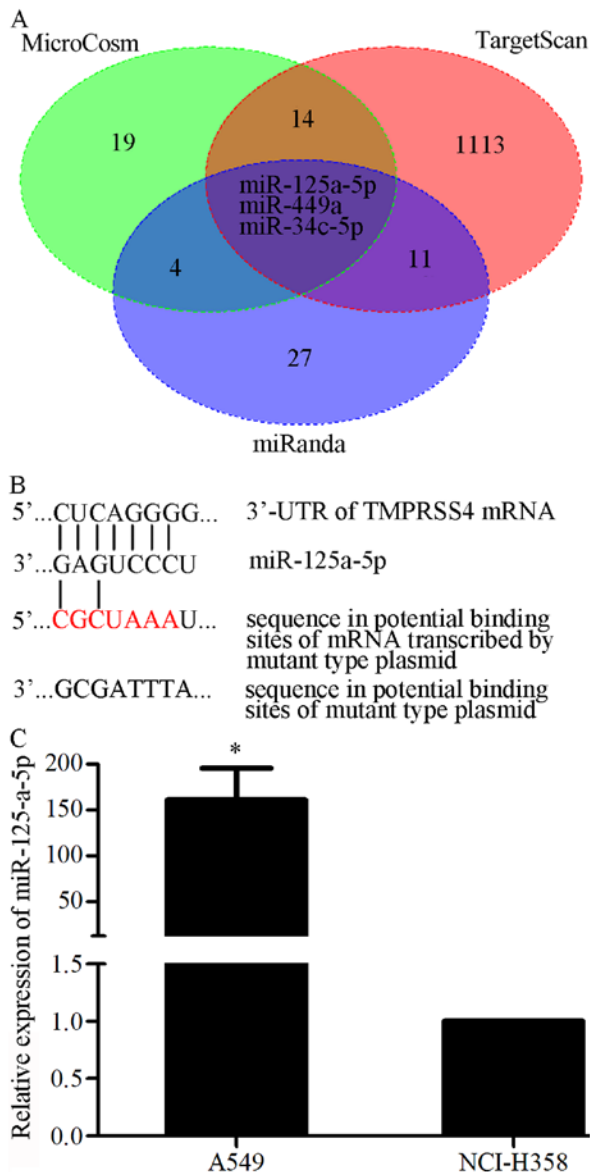 A
MicroCosm
TargetScan
19
14
1113
miR-125a-5p
miR-449a
miR-34c-5p
4
11
27
miRanda
B
5’...CUCAGGGG... 3’-UTR of TMPRSS4 mRNA
3’...GAGUCCCU miR-125a-5p
5’...CGCUAAAU... sequence in potential binding
sites of mRNA transcribed by
mutant type plasmid
3’...GCGATTTA... sequence in potential binding
sites of mutant type plasmid
C
Relative expression of miR-125-a-5p
200
150
100
50
1.5
1.0
0.5
0.0
*
A549
NCI-H358